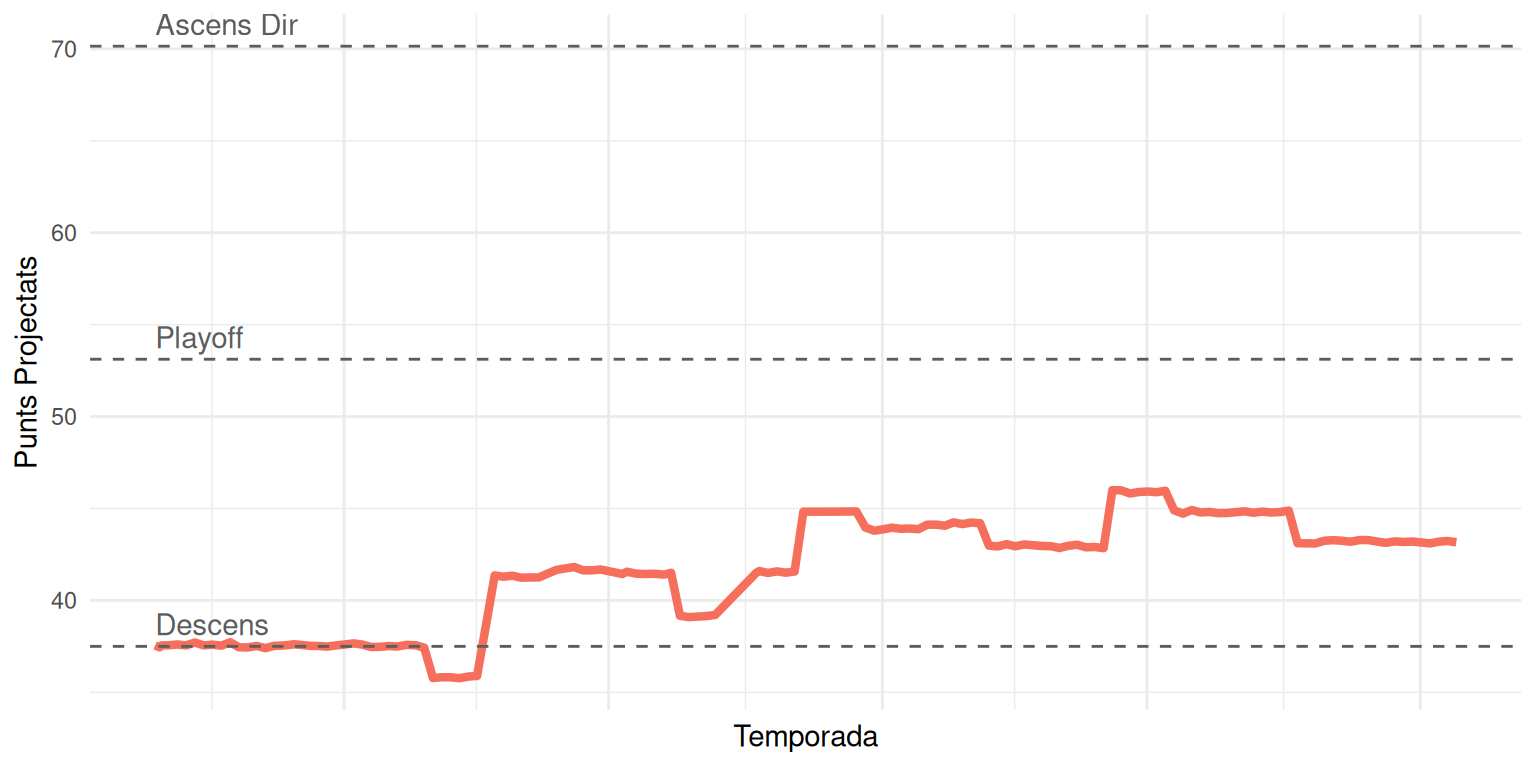 Ascens Dir
70
60
Playoff
50
40
Descens
Punts Projectats
Temporada